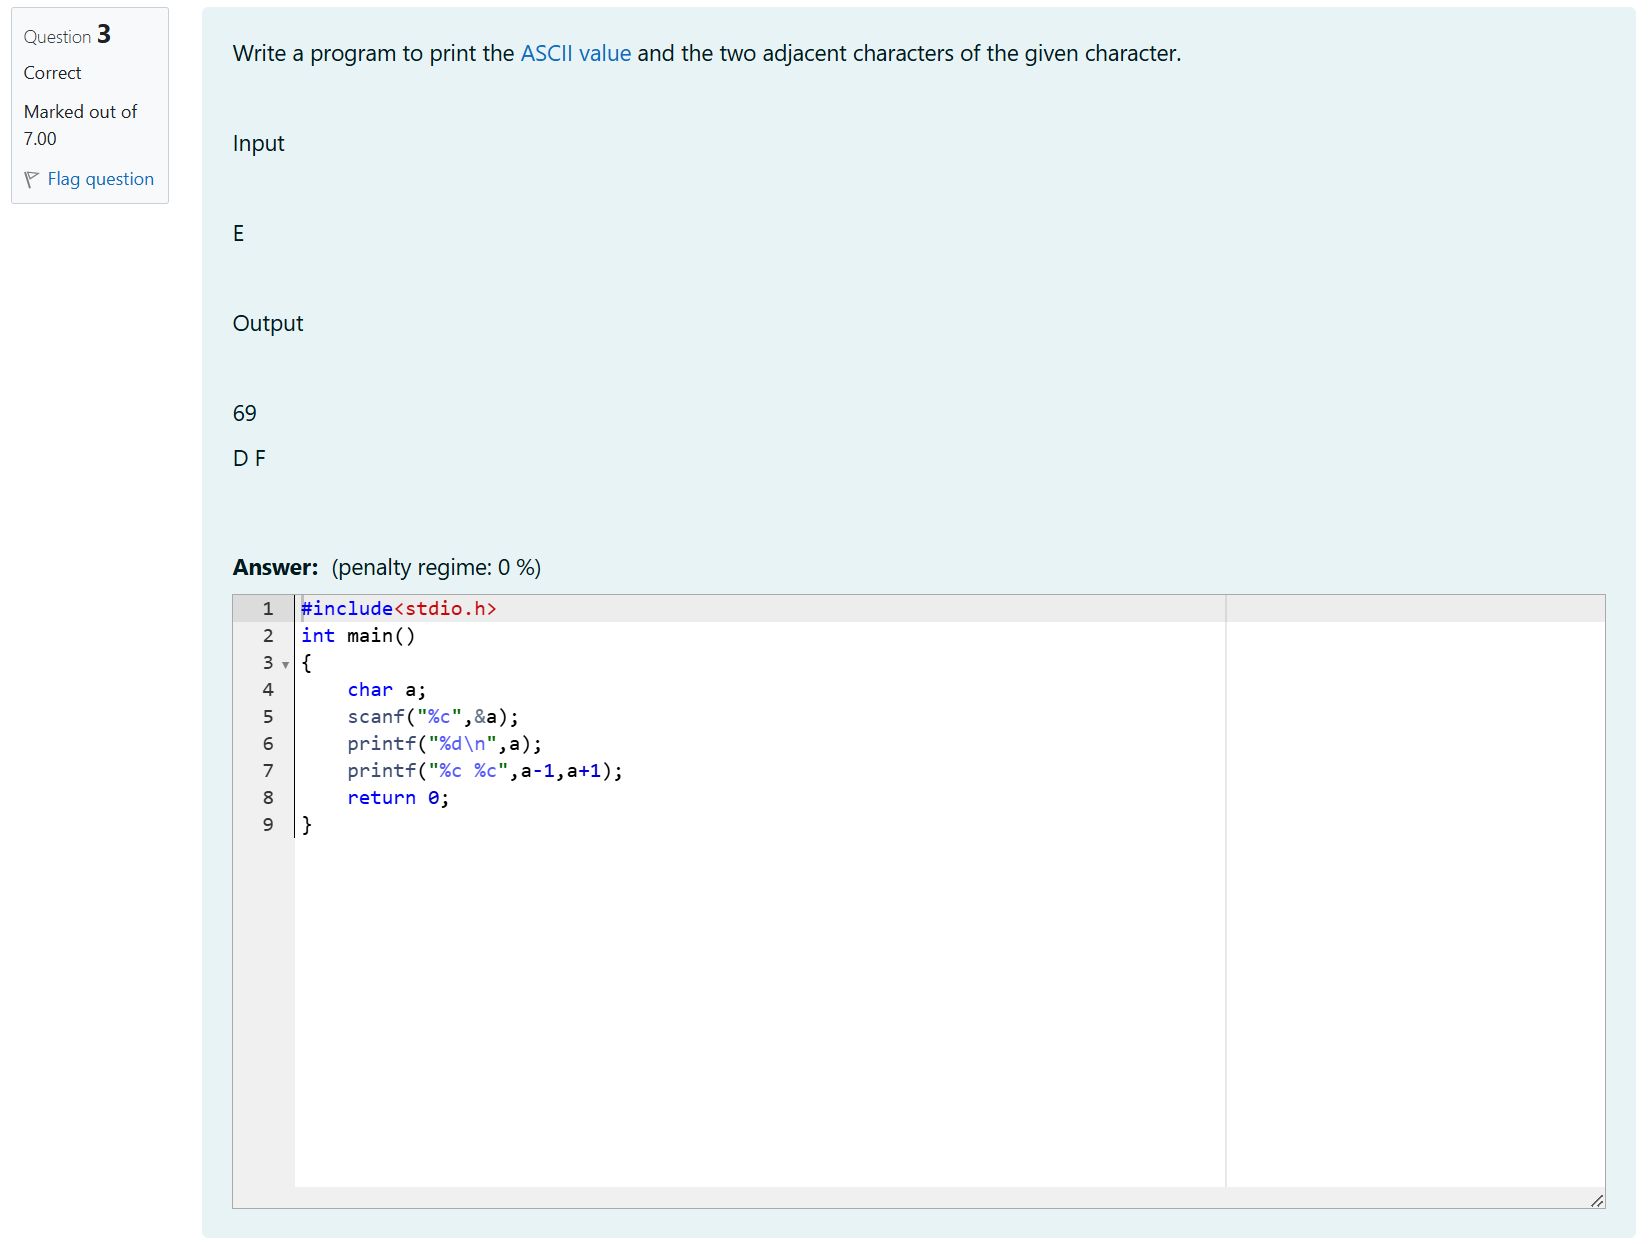 Question 3
Correct
Marked out of
7.00
Flag question
Write a program to print the ASCII value and the two adjacent characters of the given character.
Input
E
Output
69
D F
Answer: (penalty regime: 0 %)
1 #include<stdio.h>
2 int main()
3 {
4     char a;
5     scanf("%c",&a);
6     printf("%d\n",a);
7     printf("%c %c",a-1,a+1);
8     return 0;
9 }